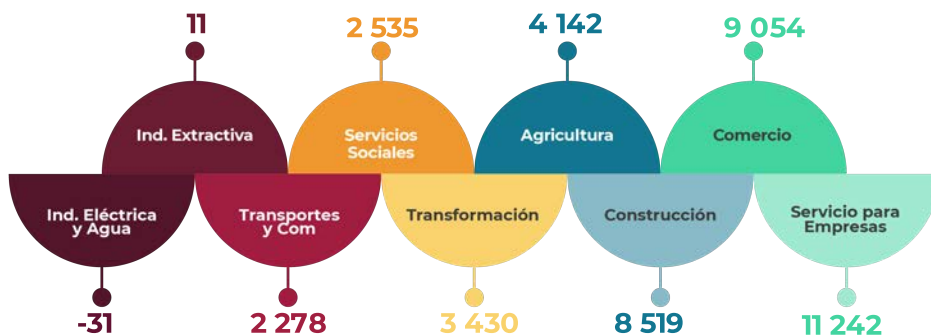 11
2 535
4 142
9 054
Ind. Extractiva
Servicios
Sociales
Agricultura
Comercio
Ind. Eléctrica
y Agua
Transportes
y Com
Transformación
Construcción
Servicio para
Empresas
-31
2 278
3 430
8 519
11 242